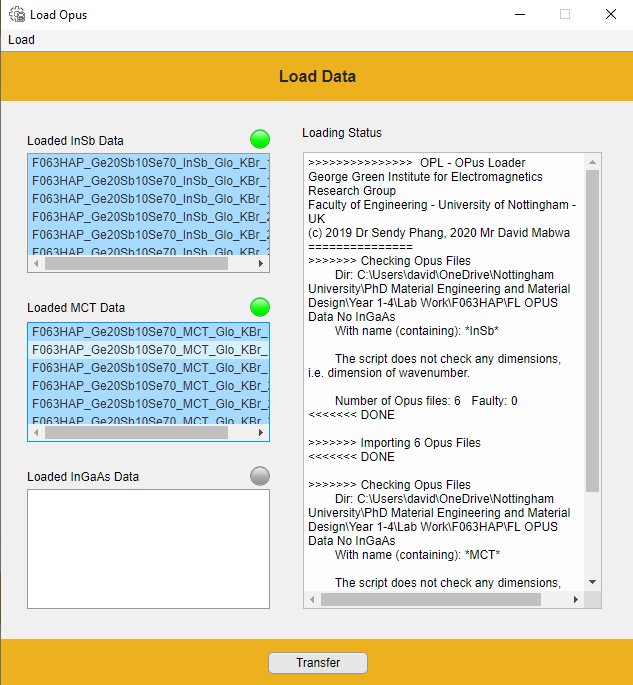 Load Opus
Load
Load Data
Loaded InSb Data
F063HAP_Ge20Sb10Se70_InSb_Glo_KBr_
F063HAP_Ge20Sb10Se70_InSb_Glo_KBr_
F063HAP_Ge20Sb10Se70_InSb_Glo_KBr_
F063HAP_Ge20Sb10Se70_InSb_Glo_KBr_
F063HAP_Ge20Sb10Se70_InSb_Glo_KBr_
F063HAP_Ge20Sb10Se70_InSb_Glo_KBr_
Loaded MCT Data
F063HAP_Ge20Sb10Se70_MCT_Glo_KBr_
F063HAP_Ge20Sb10Se70_MCT_Glo_KBr_
F063HAP_Ge20Sb10Se70_MCT_Glo_KBr_
F063HAP_Ge20Sb10Se70_MCT_Glo_KBr_
F063HAP_Ge20Sb10Se70_MCT_Glo_KBr_
F063HAP_Ge20Sb10Se70_MCT_Glo_KBr_
Loaded InGaAs Data
Loading Status
>>>>>>>>>>>>>>> OPL - OPus Loader
George Green Institute for Electromagnetics
Research Group
Faculty of Engineering - University of Nottingham -
UK
(c) 2019 Dr Sendy Phang, 2020 Mr David Mabwa
===============
>>>>>>> Checking Opus Files
Dir: C:\Users\david\OneDrive\Nottingham
University\PhD Material Engineering and Material
Design\Year 1-4\Lab Work\F063HAP\FL OPUS
Data No InGaAs
With name (containing): *InSb*
The script does not check any dimensions,
i.e. dimension of wavenumber.
Number of Opus files: 6 Faulty: 0
<<<<<<< DONE
>>>>>>> Importing 6 Opus Files
<<<<<<< DONE
>>>>>>> Checking Opus Files
Dir: C:\Users\david\OneDrive\Nottingham
University\PhD Material Engineering and Material
Design\Year 1-4\Lab Work\F063HAP\FL OPUS
Data No InGaAs
With name (containing): *MCT*
The script does not check any dimensions,
Transfer